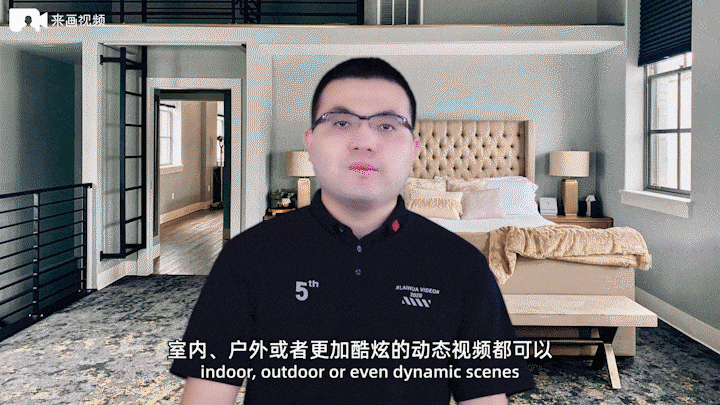 来画视频
5th
#LAIHUA VIDEO#
2020
室内、户外或者更加酷炫的动态视频都可以
indoor, outdoor or even dynamic scenes